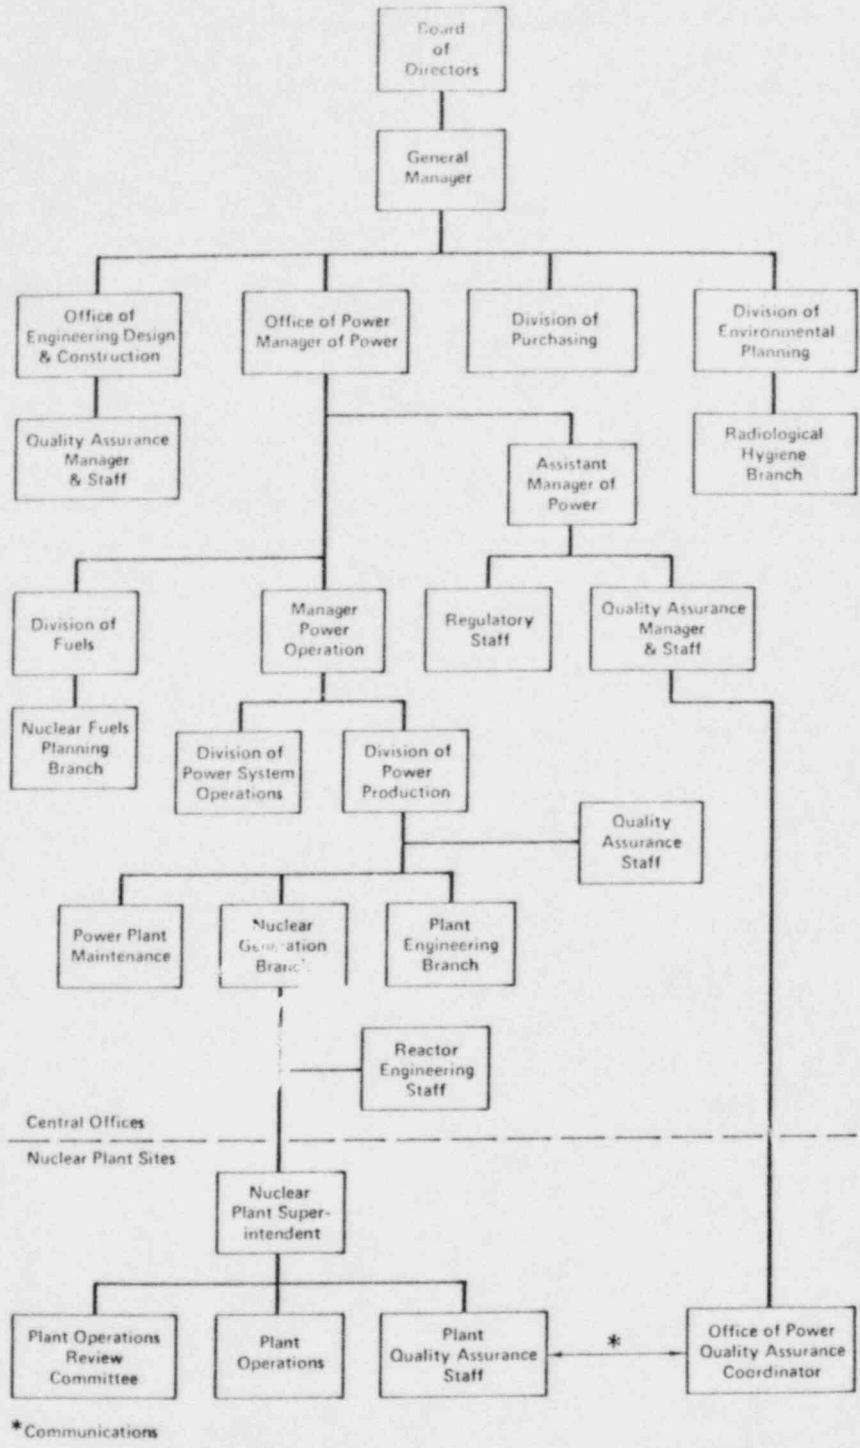 Board
of
Directors
General
Manager
Office of
Engineering Design
& Construction
Office of Power
Manager of Power
Division of
Purchasing
Division of
Environmental
Planning
Quality Assurance
Manager
& Staff
Assistant
Manager of
Power
Radiological
Hygiene
Branch
Division of
Fuels
Manager
Power
Operation
Regulatory
Staff
Quality Assurance
Manager
& Staff
Nuclear Fuels
Planning
Branch
Division of
Power System
Operations
Division of
Power
Production
Quality
Assurance
Staff
Power Plant
Maintenance
Nuclear
Generation
Branch
Plant
Engineering
Branch
Reactor
Engineering
Staff
Central Offices
Nuclear Plant Sites
Nuclear
Plant Super-
intendent
Plant Operations
Review
Committee
Plant
Operations
Plant
Quality Assurance
Staff
*
Office of Power
Quality Assurance
Coordinator
*Communications